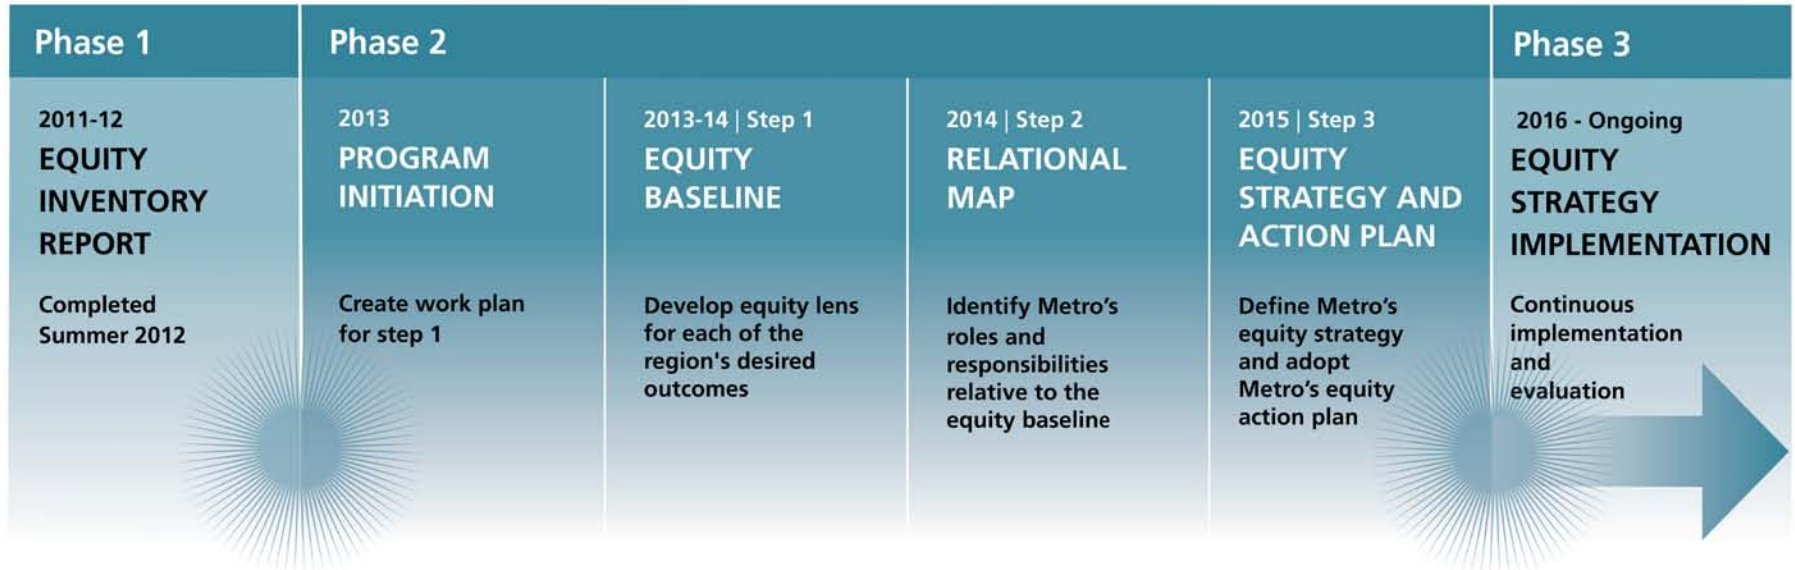 Phase 1
2011-12
EQUITY
INVENTORY
REPORT
Completed
Summer 2012
Phase 2
2013
PROGRAM
INITIATION
Create work plan
for step 1
2013-14 | Step 1
EQUITY
BASELINE
Develop equity lens
for each of the
region's desired
outcomes
2014 | Step 2
RELATIONAL
MAP
Identify Metro’s
roles and
responsibilities
relative to the
equity baseline
2015 | Step 3
EQUITY
STRATEGY AND
ACTION PLAN
Define Metro’s
equity strategy
and adopt
Metro’s equity
action plan
Phase 3
2016 - Ongoing
EQUITY
STRATEGY
IMPLEMENTATION
Continuous
implementation
and
evaluation